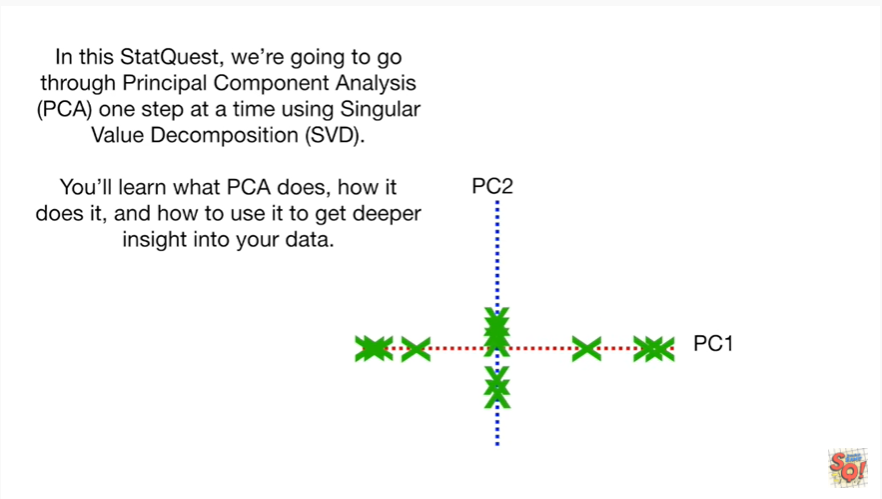 In this StatQuest, we're going to go
through Principal Component Analysis
(PCA) one step at a time using Singular
Value Decomposition (SVD).
You'll learn what PCA does, how it
does it, and how to use it to get deeper
insight into your data.
PC2
PC1
SQ!